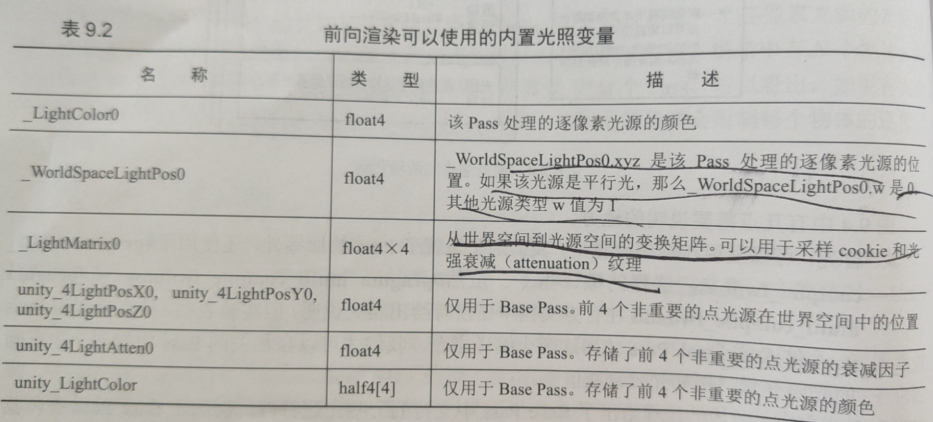 表 9.2 前向渲染可以使用的内置光照变量
名 称 类 型 描 述
_LightColor0 float4 该 Pass 处理的逐像素光源的颜色
_WorldSpaceLightPos0 float4 _WorldSpaceLightPos0.xyz 是该 Pass 处理的逐像素光源的位
置。如果该光源是平行光，那么_WorldSpaceLightPos0.w 是 0,
其他光源类型 w 值为 1
_LightMatrix0 float4×4 从世界空间到光源空间的变换矩阵。可以用于采样 cookie 和光
强衰减（attenuation）纹理
unity_4LightPosX0, unity_4LightPosY0,
unity_4LightPosZ0 float4 仅用于 Base Pass。前 4 个非重要的点光源在世界空间中的位置
unity_4LightAtten0 float4 仅用于 Base Pass。存储了前 4 个非重要的点光源的衰减因子
unity_LightColor half4[4] 仅用于 Base Pass。存储了前 4 个非重要的点光源的颜色